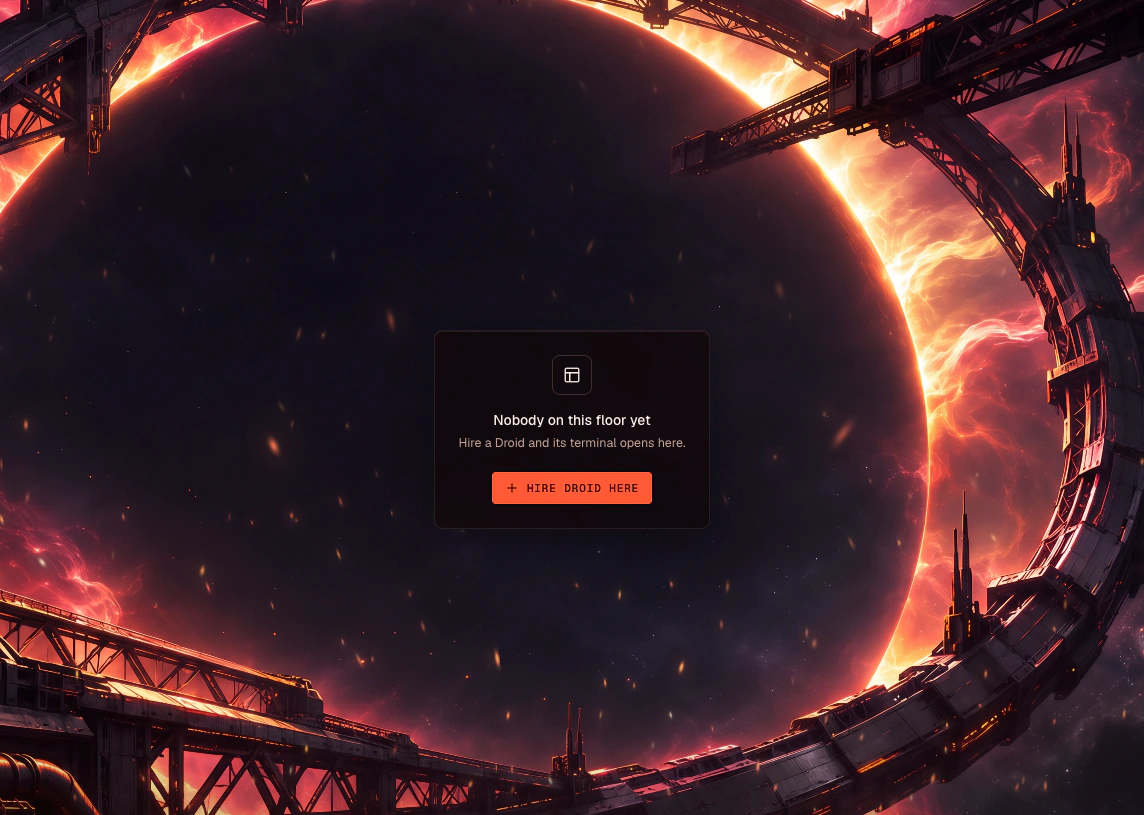 Nobody on this floor yet
Hire a Droid and its terminal opens here.
+ HIRE DROID HERE